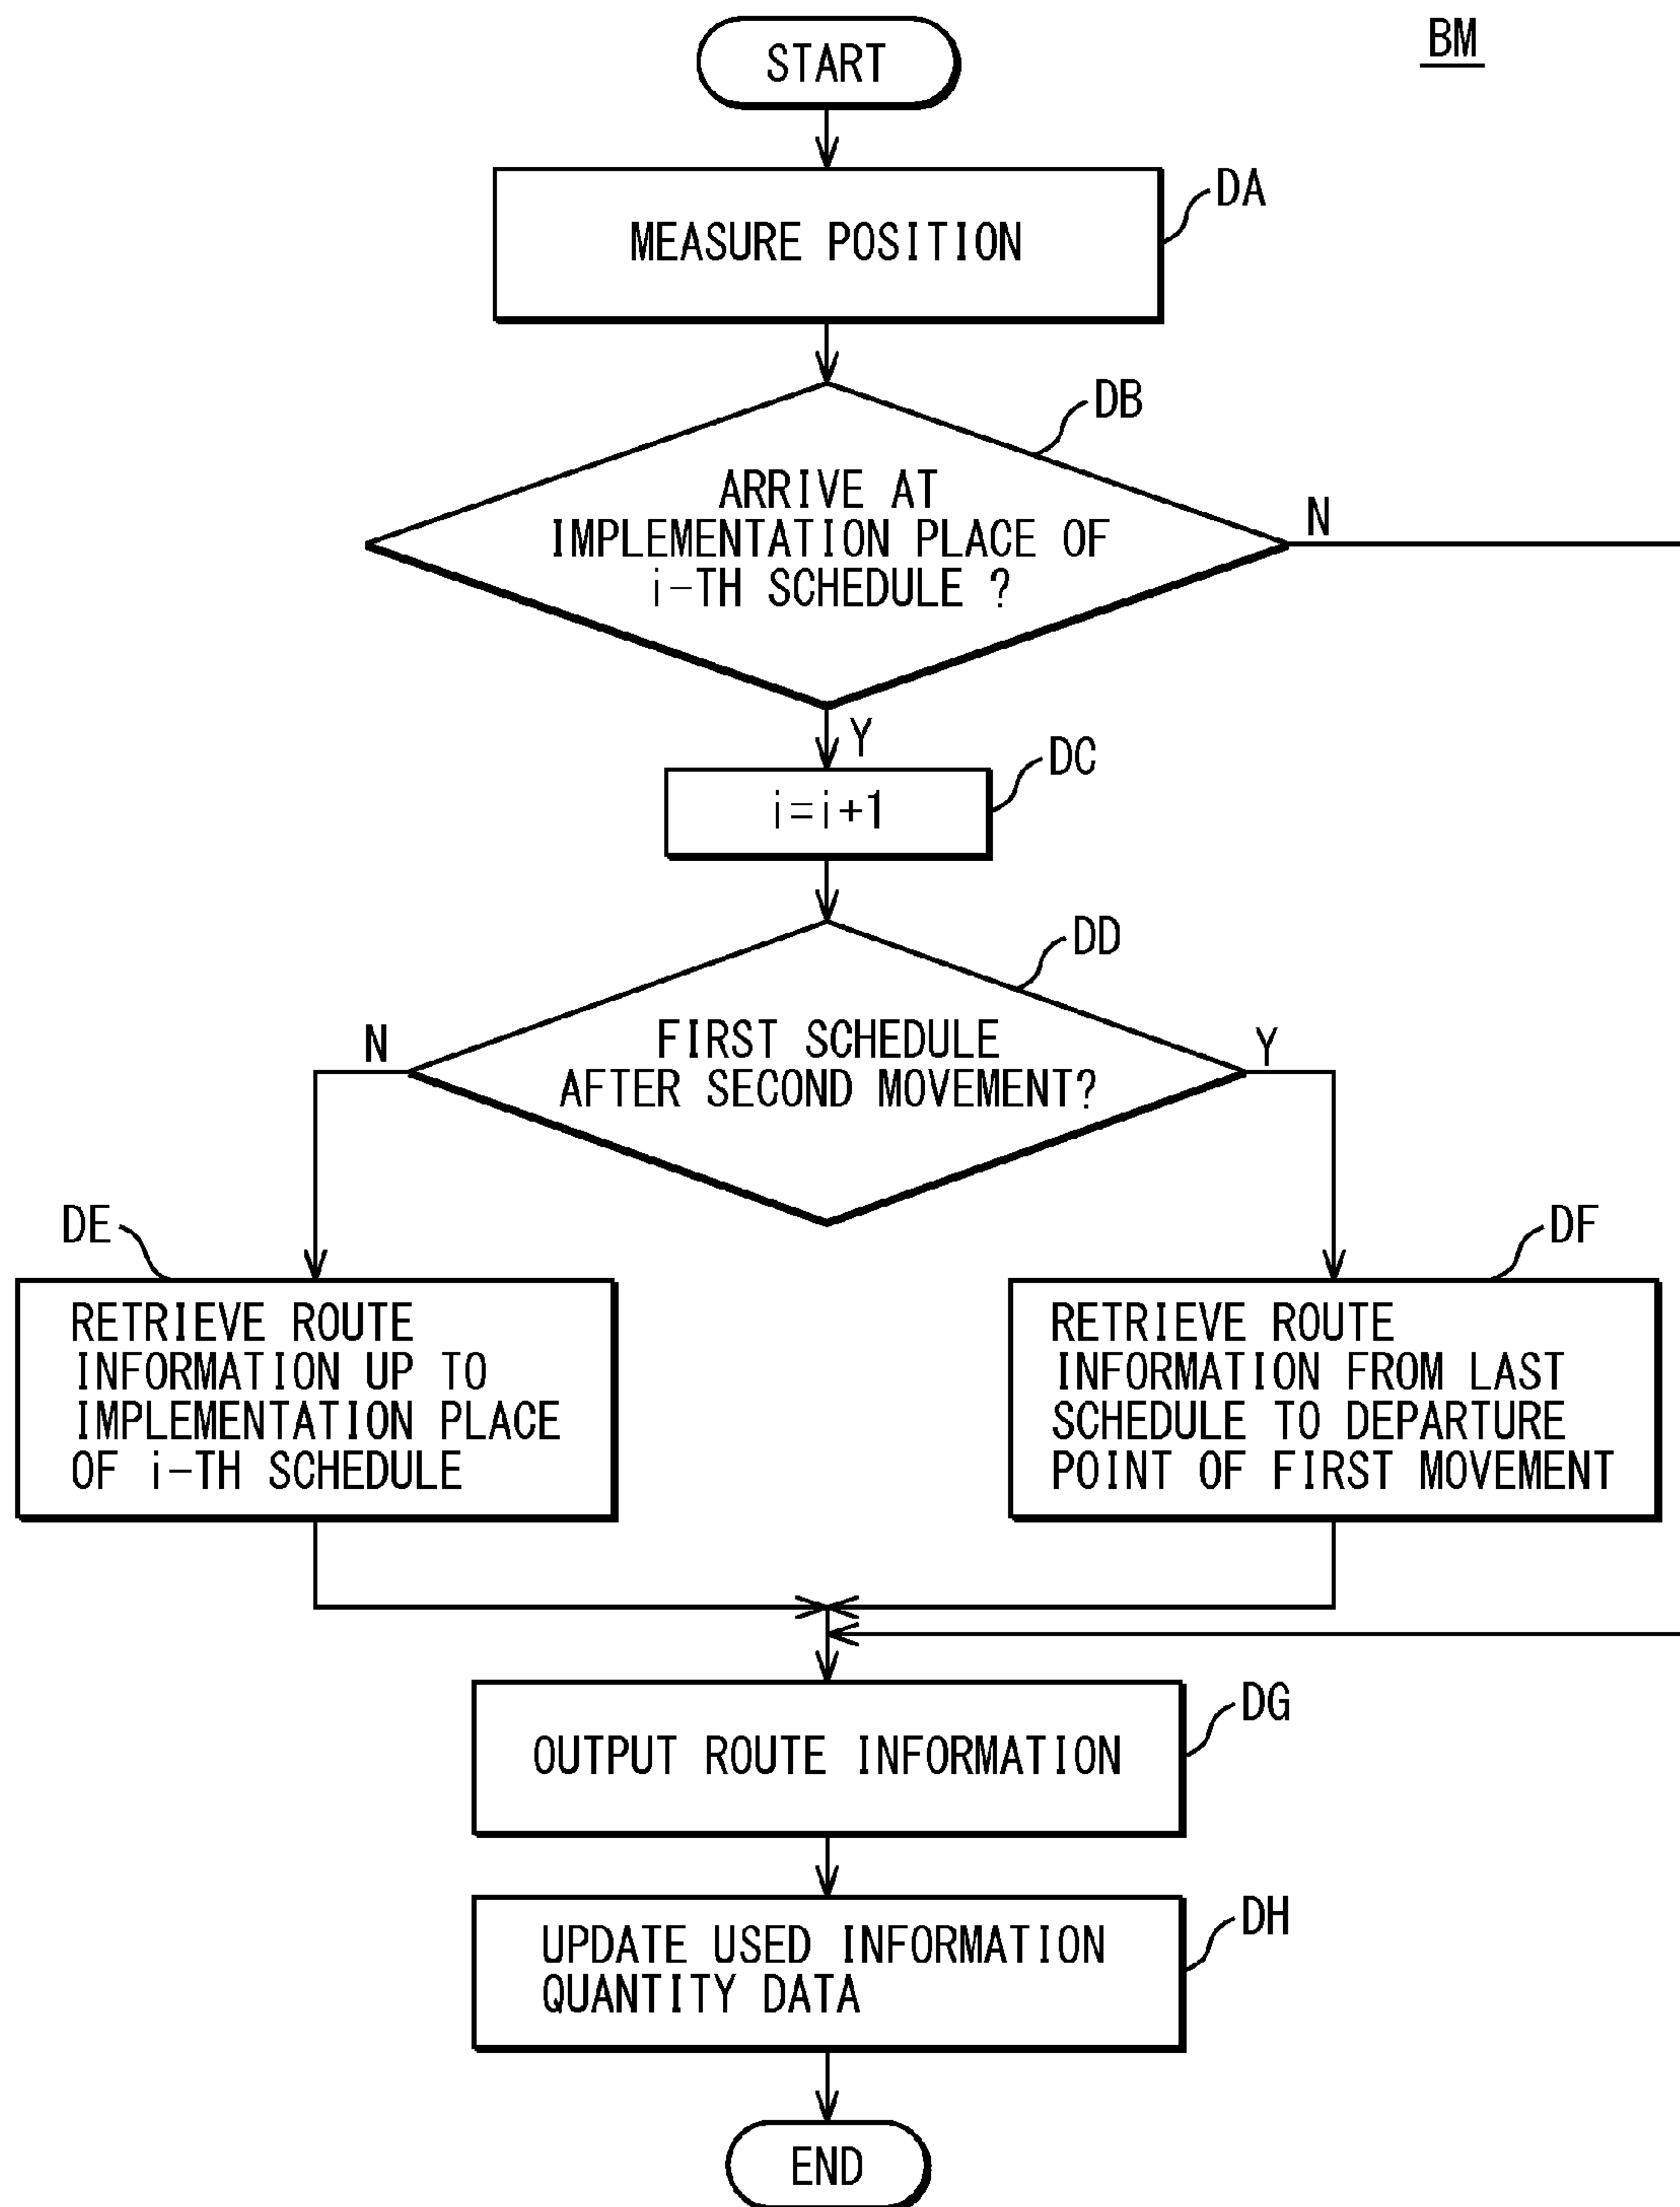 BM
START
DA
MEASURE POSITION
DB
ARRIVE AT
IMPLEMENTATION PLACE OF
i-TH SCHEDULE ?
N
Y
DC
i=i+1
DD
FIRST SCHEDULE
AFTER SECOND MOVEMENT?
N
Y
DE
RETRIEVE ROUTE
INFORMATION UP TO
IMPLEMENTATION PLACE
OF i-TH SCHEDULE
DF
RETRIEVE ROUTE
INFORMATION FROM LAST
SCHEDULE TO DEPARTURE
POINT OF FIRST MOVEMENT
DG
OUTPUT ROUTE INFORMATION
DH
UPDATE USED INFORMATION
QUANTITY DATA
END